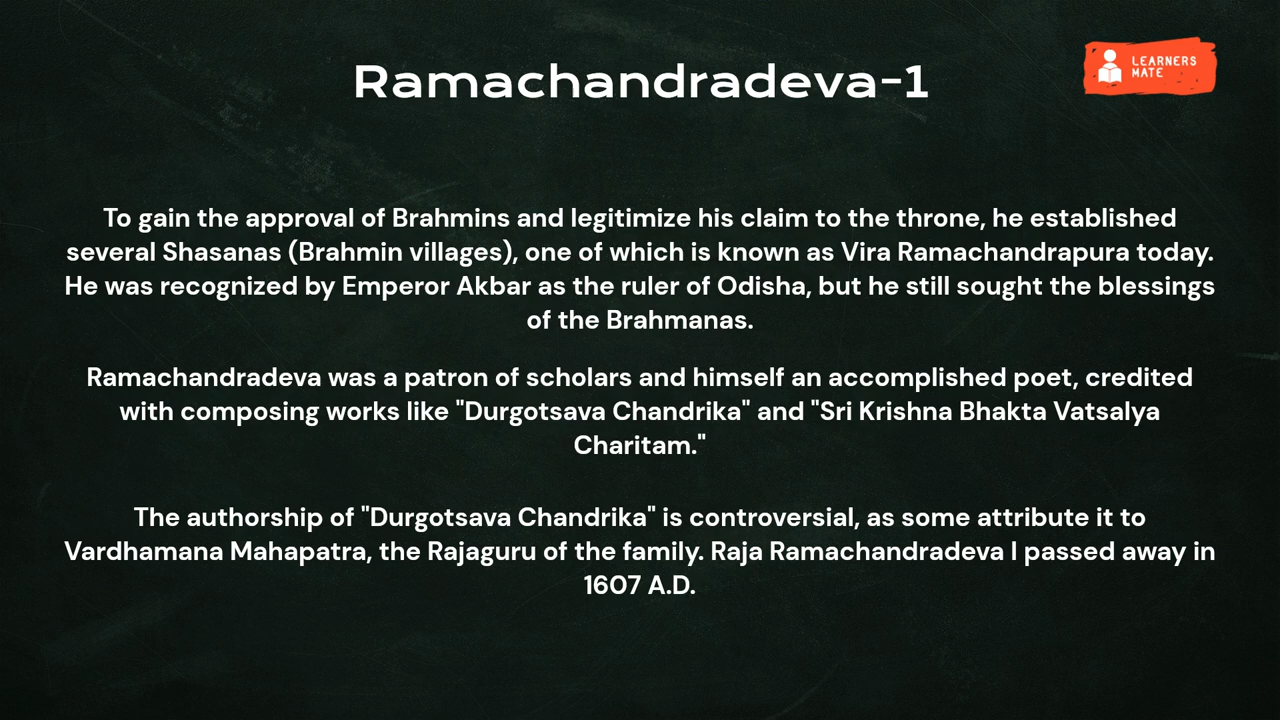 Ramachandradeva-1
LEARNERS
MATE
To gain the approval of Brahmins and legitimize his claim to the throne, he established
several Shasanas (Brahmin villages), one of which is known as Vira Ramachandrapura today.
He was recognized by Emperor Akbar as the ruler of Odisha, but he still sought the blessings
of the Brahmanas.
Ramachandradeva was a patron of scholars and himself an accomplished poet, credited
with composing works like "Durgotsava Chandrika" and "Sri Krishna Bhakta Vatsalya
Charitam."
The authorship of "Durgotsava Chandrika" is controversial, as some attribute it to
Vardhamana Mahapatra, the Rajaguru of the family. Raja Ramachandradeva I passed away in
1607 A.D.